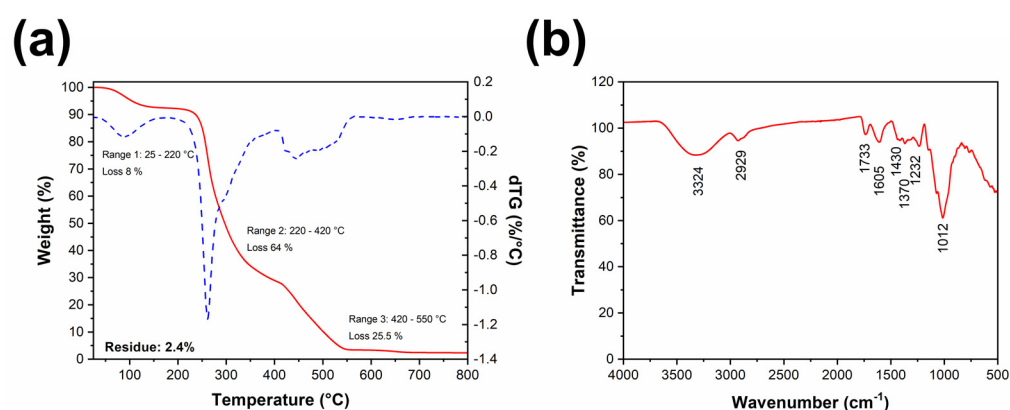 (a)
Weight (%)
100
90
80
70
60
50
40
30
20
10
0
Range 1: 25 - 220 °C
Loss 8 %
Range 2: 220 - 420 °C
Loss 64 %
Range 3: 420 - 550 °C
Loss 25.5 %
Residue: 2.4%
0.2
0.0
-0.2
-0.4
-0.6
-0.8
-1.0
-1.2
-1.4
dTG (%/°C)
100 200 300 400 500 600 700 800
Temperature (°C)
(b)
Transmittance (%)
120
100
80
60
40
20
0
3324
2929
1733
1605
1430
1370
1232
1012
4000 3500 3000 2500 2000 1500 1000 500
Wavenumber (cm⁻¹)